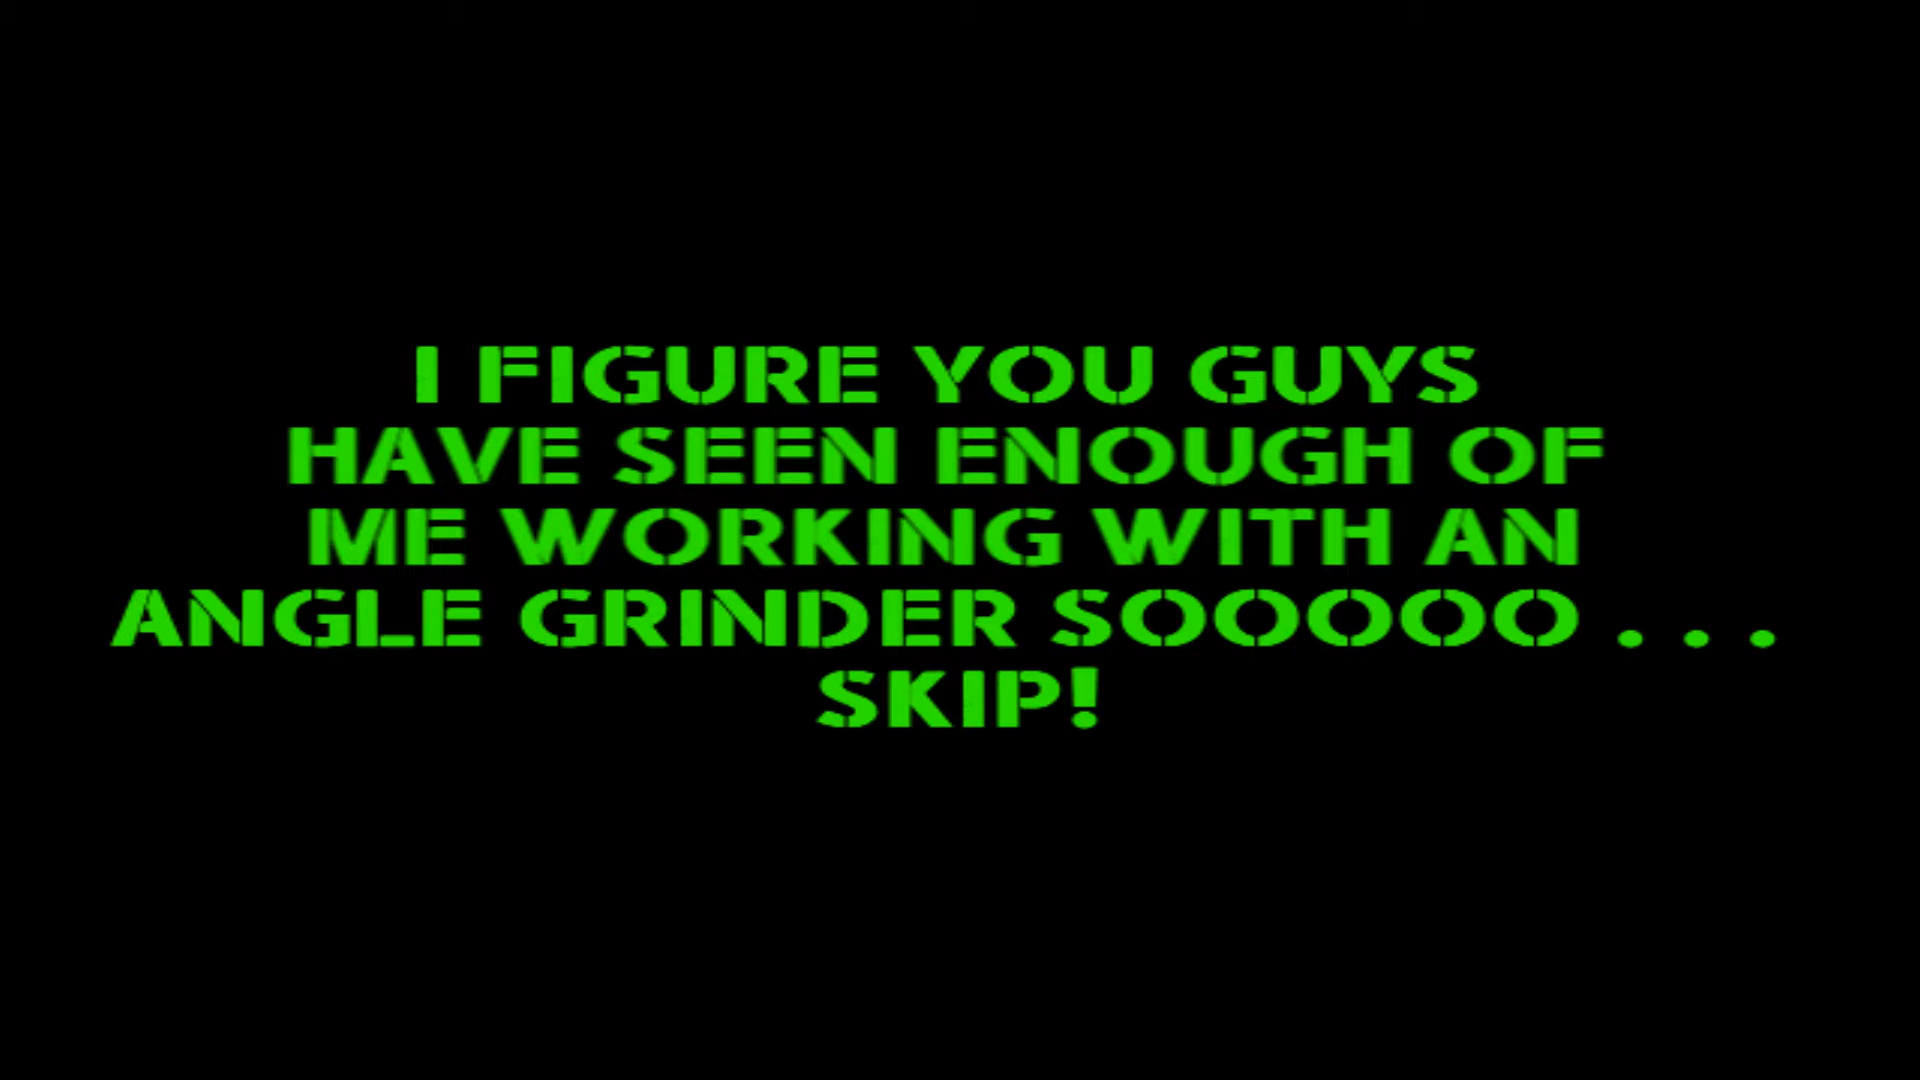 I FIGURE YOU GUYS
HAVE SEEN ENOUGH OF
ME WORKING WITH AN
ANGLE GRINDER SOOOOO . . .
SKIP!